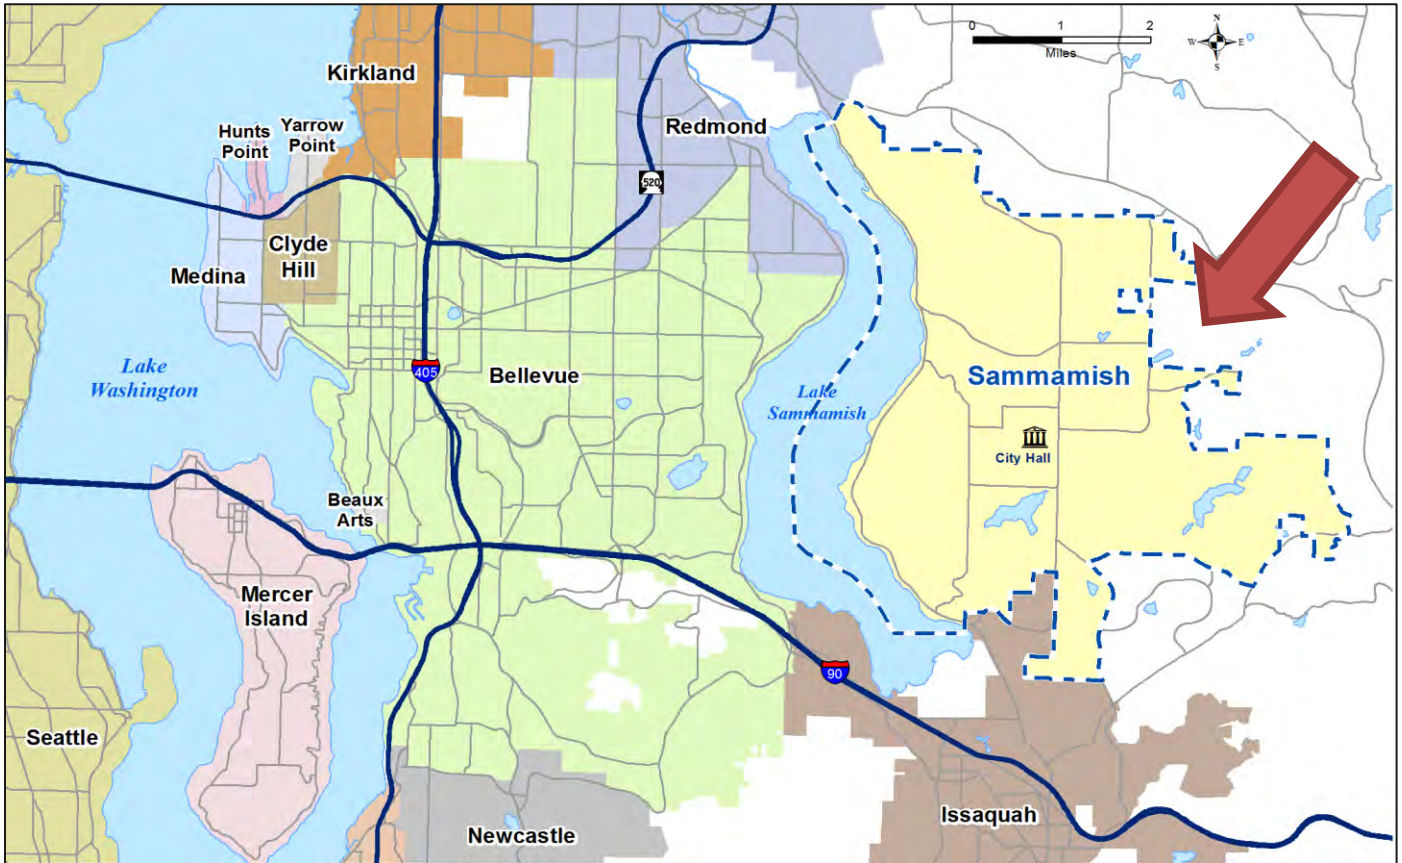 0 1 2
Miles
N
W E
S
Kirkland
Hunts
Point
Yarrow
Point
Redmond
520
Clyde
Hill
Medina
Lake
Washington
405
Bellevue
Sammamish
Lake
Sammamish
City Hall
Beaux
Arts
Mercer
Island
90
Seattle
Issaquah
Newcastle